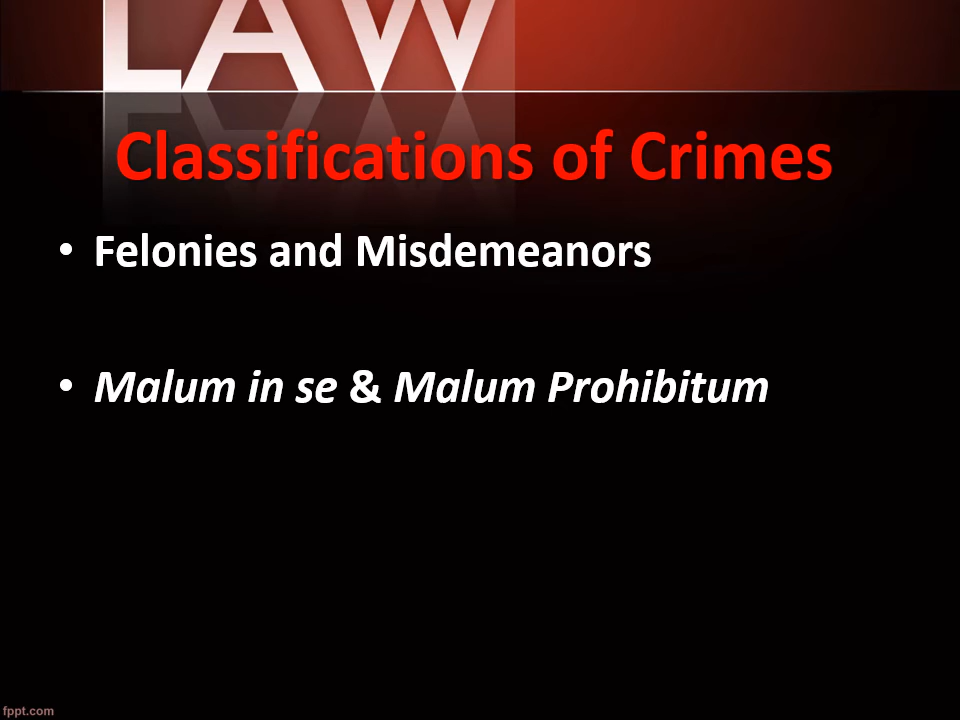 LAW
Classifications of Crimes
• Felonies and Misdemeanors
• Malum in se & Malum Prohibitum
fppt.com